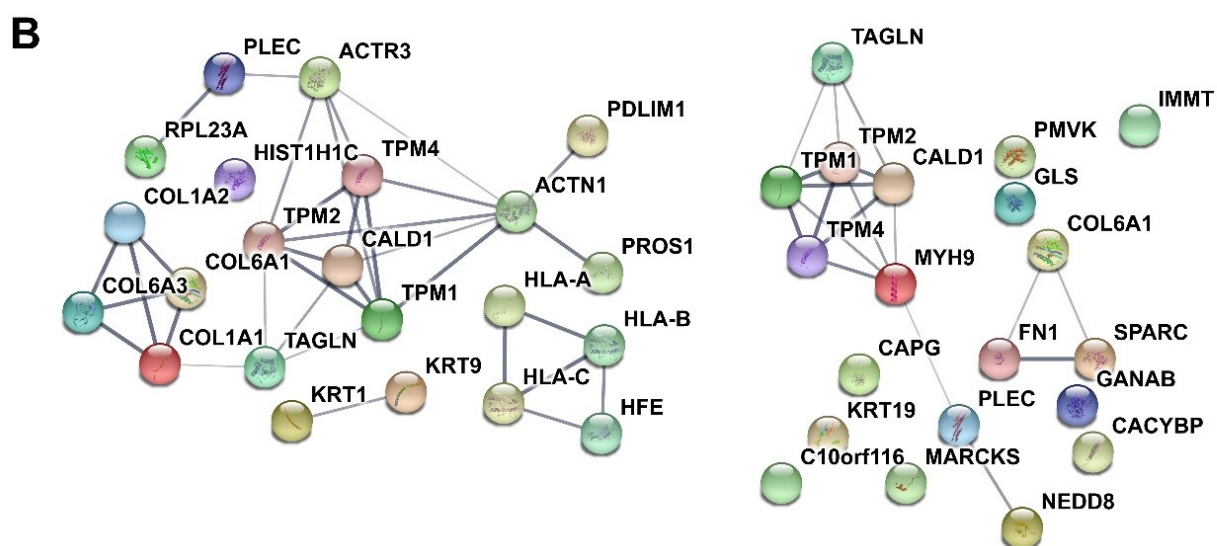 B
PLEC
ACTR3
PDLIM1
RPL23A
HIST1H1C
TPM4
ACTN1
COL1A2
TPM2
CALD1
PROS1
COL6A1
HLA-A
COL6A3
TPM1
HLA-B
COL1A1
TAGLN
HLA-C
KRT9
KRT1
HFE
TAGLN
IMMT
PMVK
TPM2
CALD1
TPM1
GLS
TPM4
COL6A1
MYH9
FN1
SPARC
CAPG
GANAB
PLEC
KRT19
CACYBP
C10orf116
MARCKS
NEDD8